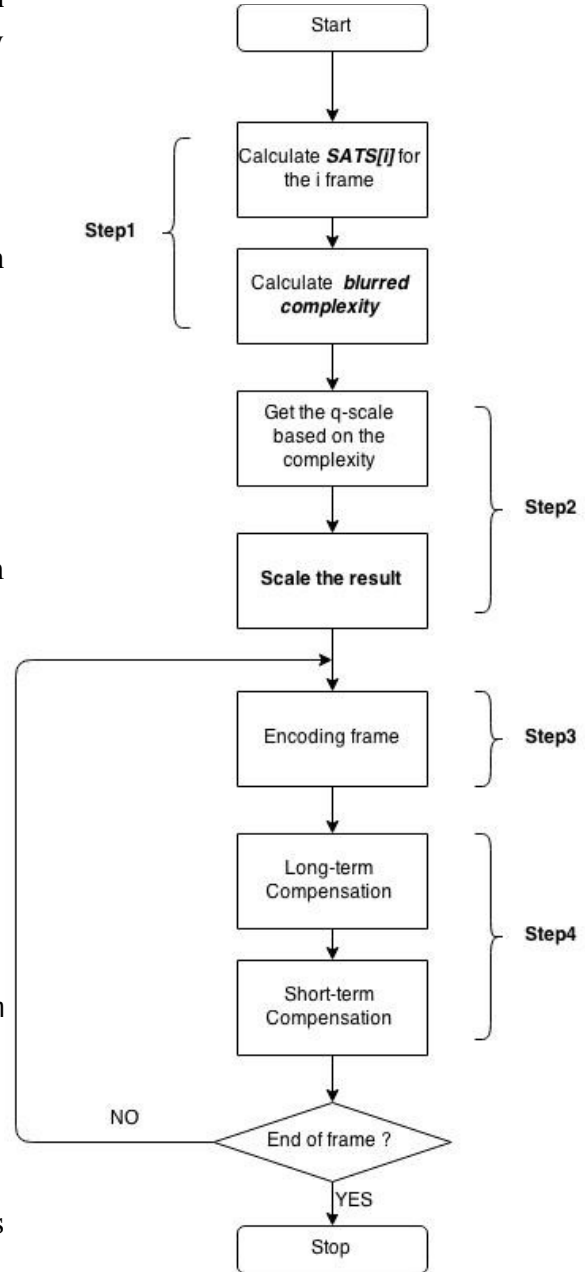 Start
Calculate SATS[i] for
the i frame
Step1
Calculate blurred
complexity
Get the q-scale
based on the
complexity
Step2
Scale the result
Encoding frame
Step3
Long-term
Compensation
Step4
Short-term
Compensation
NO
End of frame ?
YES
Stop